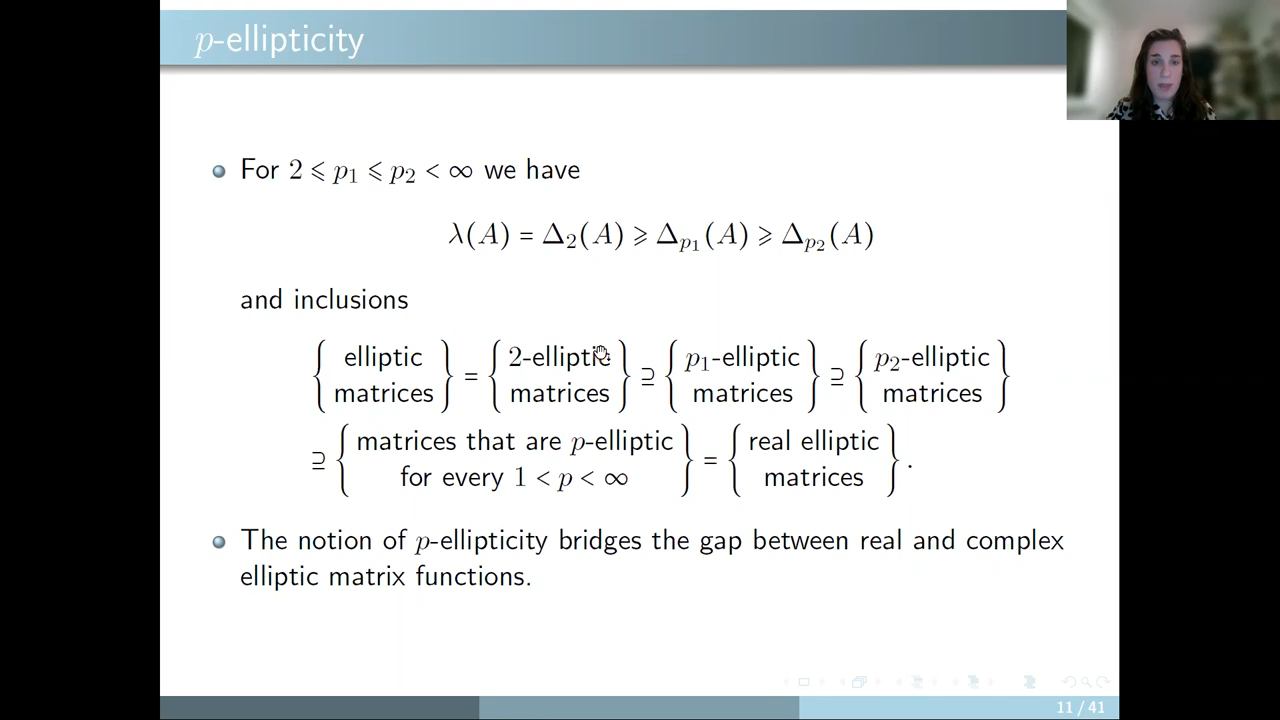 p-ellipticity
For 2 ⩽ p₁ ⩽ p₂ < ∞ we have
λ(A) = Δ₂(A) ⩾ Δ_{p₁}(A) ⩾ Δ_{p₂}(A)
and inclusions
{elliptic matrices} = {2-elliptic matrices} ⊇ {p₁-elliptic matrices} ⊇ {p₂-elliptic matrices}
⊇ {matrices that are p-elliptic for every 1 < p < ∞} = {real elliptic matrices}.
The notion of p-ellipticity bridges the gap between real and complex
elliptic matrix functions.
11 / 41